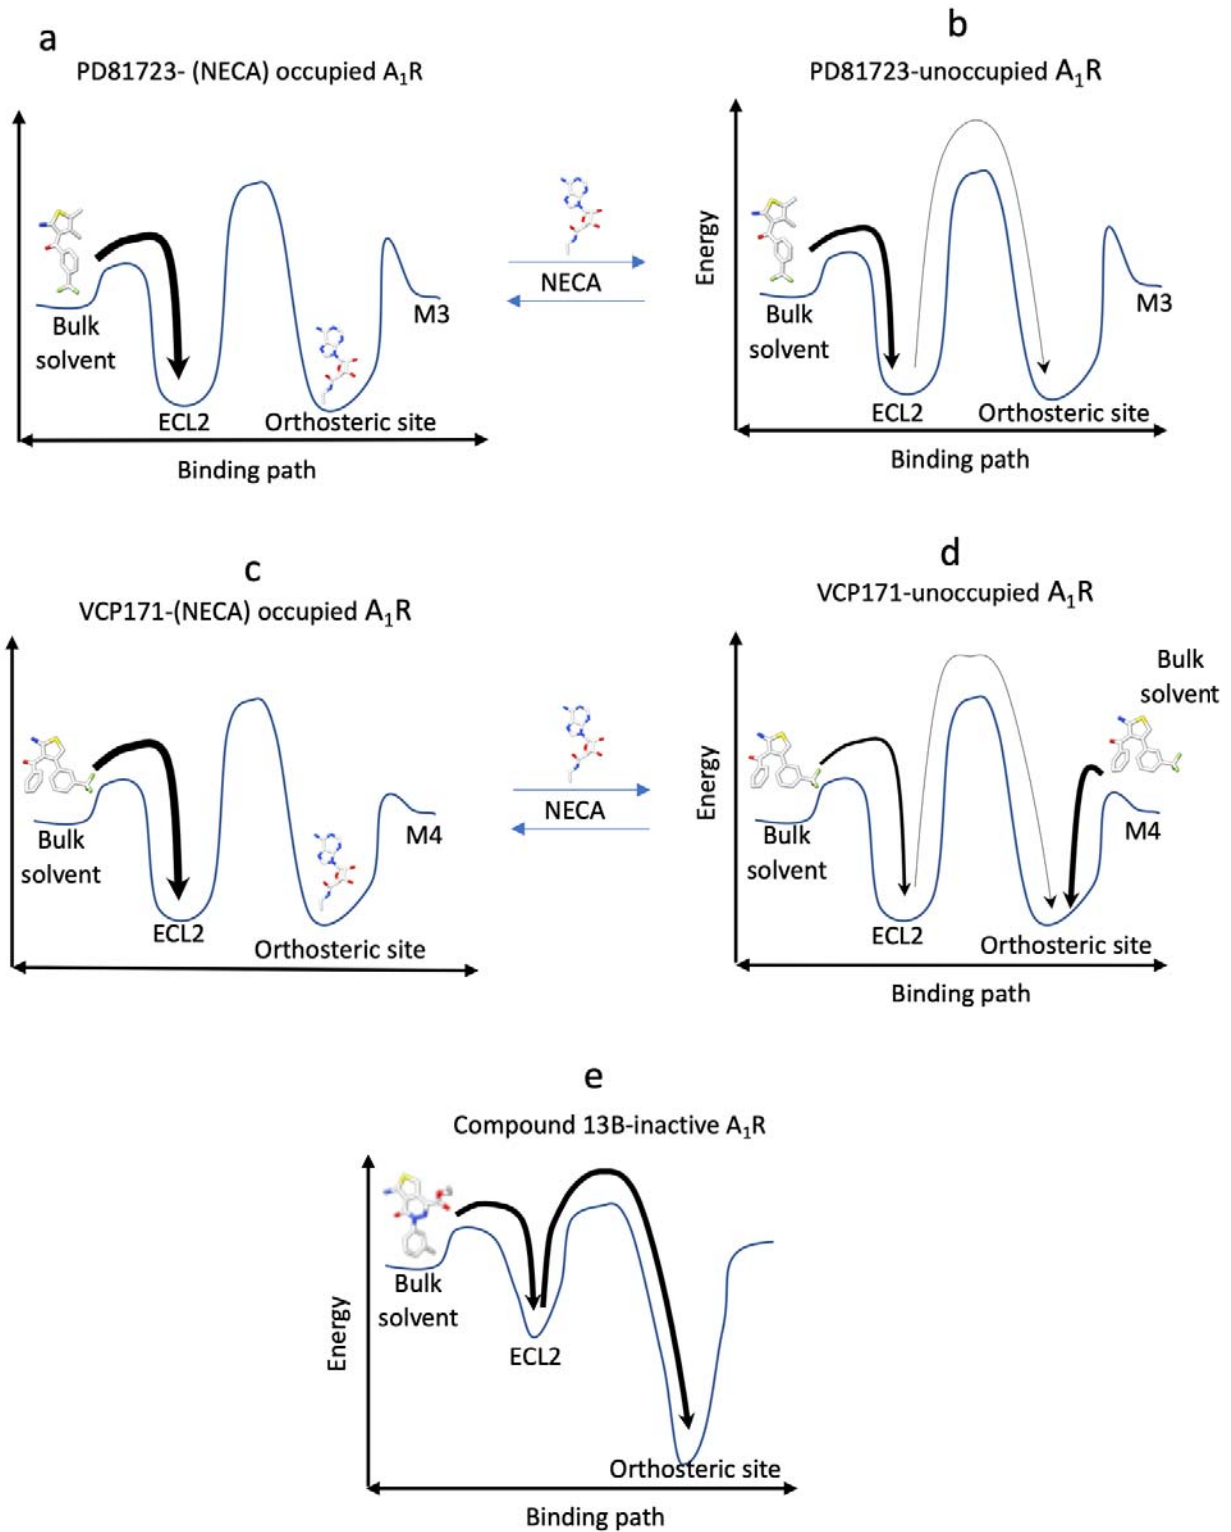 a
PD81723- (NECA) occupied A₁R
Bulk
solvent
ECL2
Orthosteric site
M3
Binding path
NECA
b
PD81723-unoccupied A₁R
Energy
Bulk
solvent
ECL2
Orthosteric site
M3
Binding path
c
VCP171-(NECA) occupied A₁R
Bulk
solvent
ECL2
Orthosteric site
M4
NECA
d
VCP171-unoccupied A₁R
Bulk
solvent
Energy
Bulk
solvent
ECL2
Orthosteric site
M4
Binding path
e
Compound 13B-inactive A₁R
Energy
Bulk
solvent
ECL2
Orthosteric site
Binding path